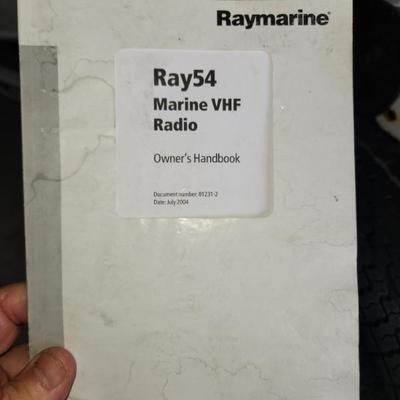 Raymarine®
Ray54
Marine VHF
Radio
Owner's Handbook
Document number: 81231-2
Date: July 2004